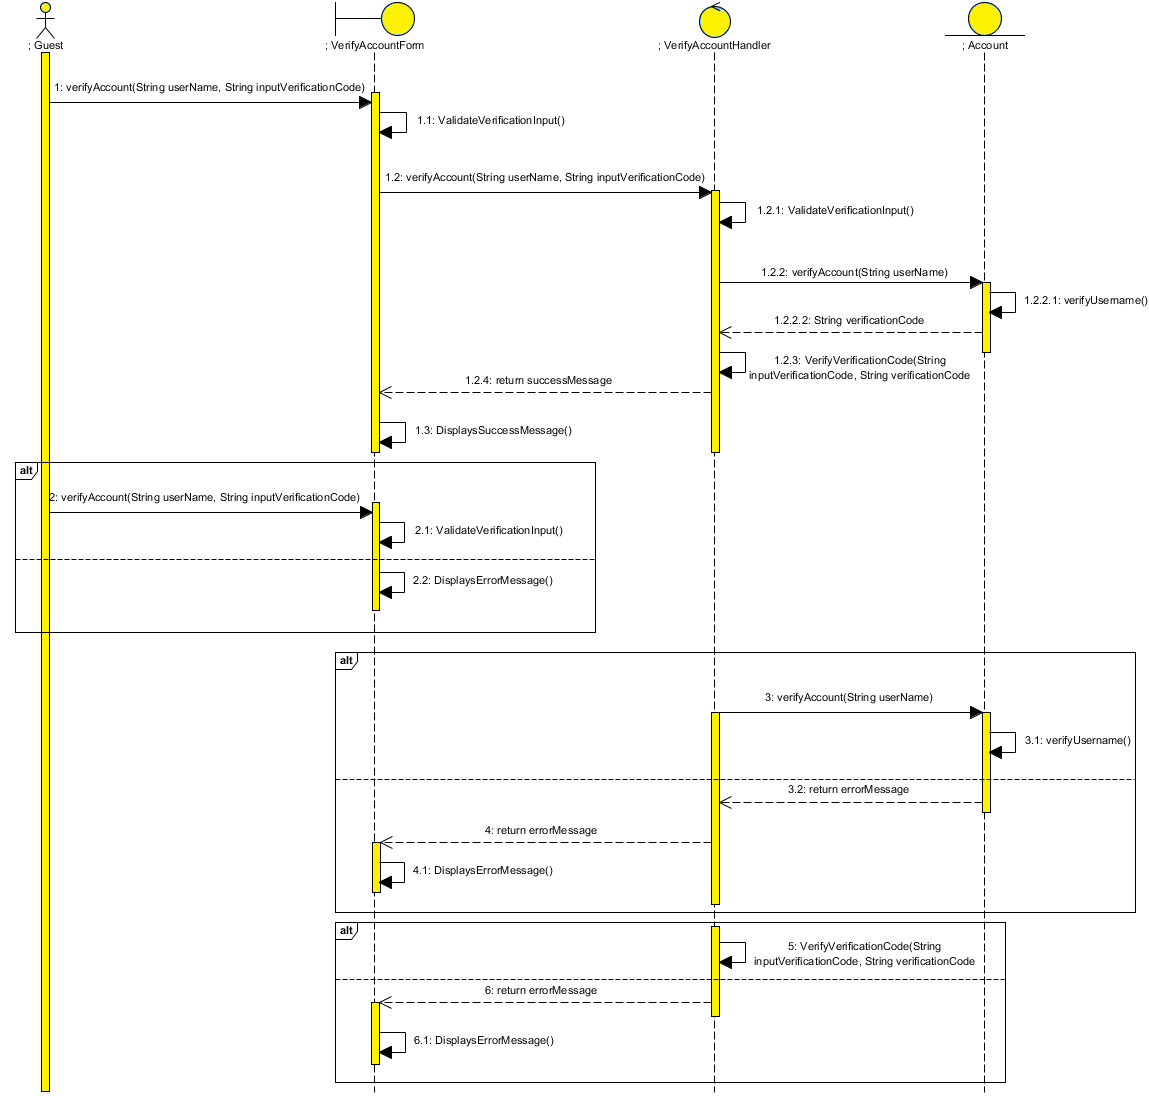 ; Guest
; VerifyAccountForm
; VerifyAccountHandler
; Account
1: verifyAccount(String userName, String inputVerificationCode)
1.1: ValidateVerificationInput()
1.2: verifyAccount(String userName, String inputVerificationCode)
1.2.1: ValidateVerificationInput()
1.2.2: verifyAccount(String userName)
1.2.2.1: verifyUsername()
1.2.2.2: String verificationCode
1.2.3: VerifyVerificationCode(String
inputVerificationCode, String verificationCode
1.2.4: return successMessage
1.3: DisplaysSuccessMessage()
alt
2: verifyAccount(String userName, String inputVerificationCode)
2.1: ValidateVerificationInput()
2.2: DisplaysErrorMessage()
alt
3: verifyAccount(String userName)
3.1: verifyUsername()
3.2: return errorMessage
4: return errorMessage
4.1: DisplaysErrorMessage()
alt
5: VerifyVerificationCode(String
inputVerificationCode, String verificationCode
6: return errorMessage
6.1: DisplaysErrorMessage()